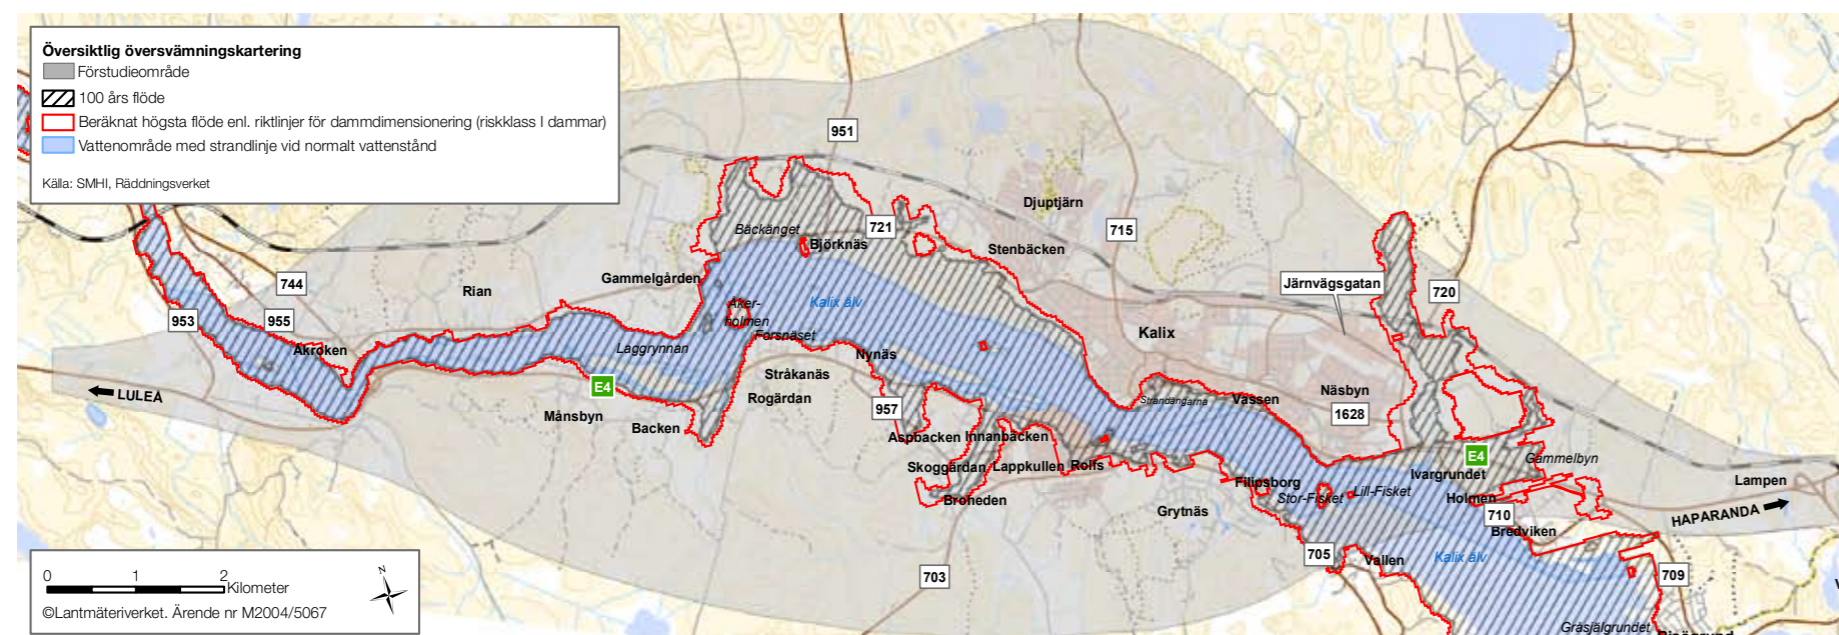 Översiktlig översvämningskartering
Förstudieområde
100 års flöde
Beräknat högsta flöde enl. riktlinjer för dammdimensionering (riskklass I dammar)
Vattenområde med strandlinje vid normalt vattenstånd
Källa: SMHI, Räddningsverket
951
Djuptjärn
Bäckänget
721
Björknäs
715
Stenbäcken
Gammelgården
Järnvägsgatan
744
Rian
720
Åker-
holmen
Kalix älv
953
955
Forsnäset
Kalix
Åkroken
Laggrynnan
Nynäs
Stråkanäs
E4
LULEÅ
Rogärdan
Näsbyn
Strandängarna
Vassen
957
1628
Månsbyn
Backen
Aspbacken
Innanbäcken
E4
Gammelbyn
Skoggärdan
Lappkullen
Rolfs
Ivargrundet
Filipsborg
Stor-Fisket
Lill-Fisket
Holmen
Lampen
Broheden
Grytnäs
710
HAPARANDA
Bredviken
705
Vallen
Kalix älv
703
709
Gråsjälgrundet
0 1 2
Kilometer
N
©Lantmäteriverket. Ärende nr M2004/5067